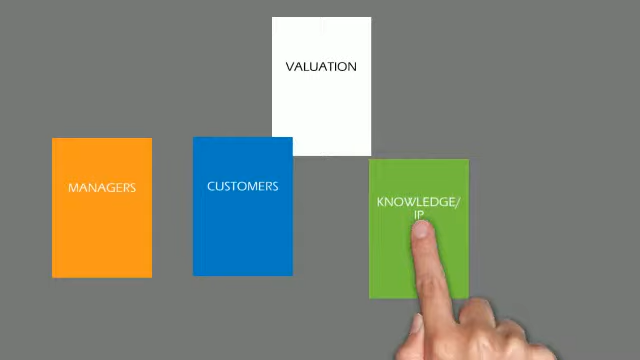 VALUATION
MANAGERS
CUSTOMERS
KNOWLEDGE/
IP